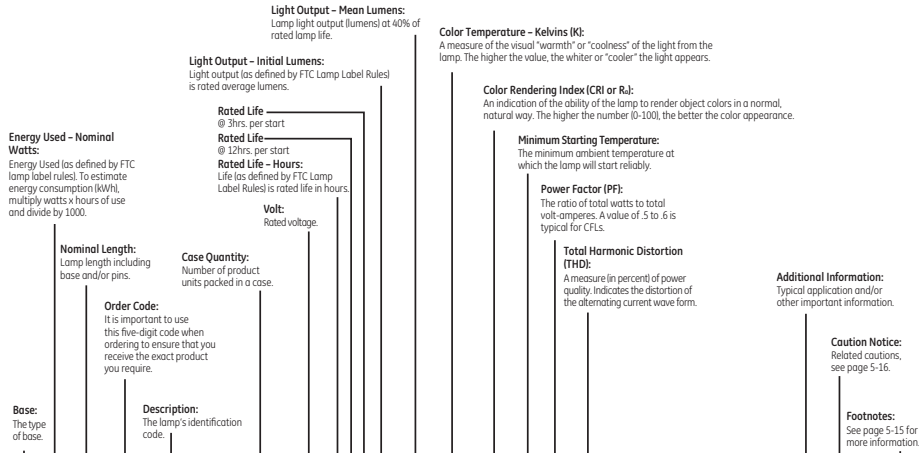 Light Output – Mean Lumens:
Lamp light output (lumens) at 40% of
rated lamp life.
Color Temperature – Kelvins (K):
A measure of the visual "warmth" or "coolness" of the light from the
lamp. The higher the value, the whiter or "cooler" the light appears.
Light Output – Initial Lumens:
Light output (as defined by FTC Lamp Label Rules)
is rated average lumens.
Color Rendering Index (CRI or Ra):
An indication of the ability of the lamp to render object colors in a normal,
natural way. The higher the number (0-100), the better the color appearance.
Rated Life
@ 3hrs. per start
Rated Life
@ 12hrs. per start
Rated Life – Hours:
Life (as defined by FTC Lamp
Label Rules) is rated life in hours.
Energy Used – Nominal
Watts:
Energy Used (as defined by FTC
lamp label rules). To estimate
energy consumption (kWh),
multiply watts x hours of use
and divide by 1000.
Minimum Starting Temperature:
The minimum ambient temperature at
which the lamp will start reliably.
Power Factor (PF):
The ratio of total watts to total
volt-amperes. A value of .5 to .6 is
typical for CFLs.
Volt:
Rated voltage.
Nominal Length:
Lamp length including
base and/or pins.
Case Quantity:
Number of product
units packed in a case.
Total Harmonic Distortion
(THD):
A measure (in percent) of power
quality. Indicates the distortion of
the alternating current wave form.
Additional Information:
Typical application and/or
other important information.
Order Code:
It is important to use
this five-digit code when
ordering to ensure that you
receive the exact product
you require.
Caution Notice:
Related cautions,
see page 5-16.
Base:
The type
of base.
Description:
The lamp's identification
code.
Footnotes:
See page 5-15 for
more information.